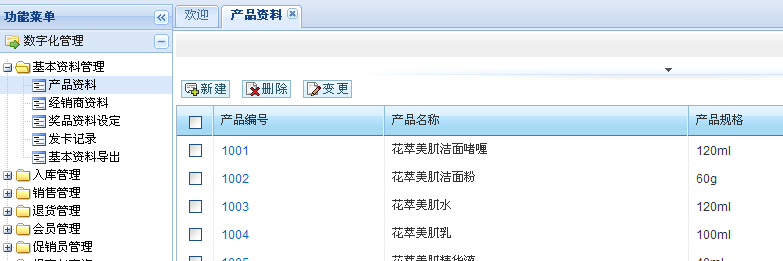 功能菜单
数字化管理
基本资料管理
产品资料
经销商资料
奖品资料设定
发卡记录
基本资料导出
入库管理
销售管理
退货管理
会员管理
促销员管理
欢迎 产品资料
新建 删除 变更
产品编号 产品名称 产品规格
1001 花萃美肌洁面啫喱 120ml
1002 花萃美肌洁面粉 60g
1003 花萃美肌水 120ml
1004 花萃美肌乳 100ml